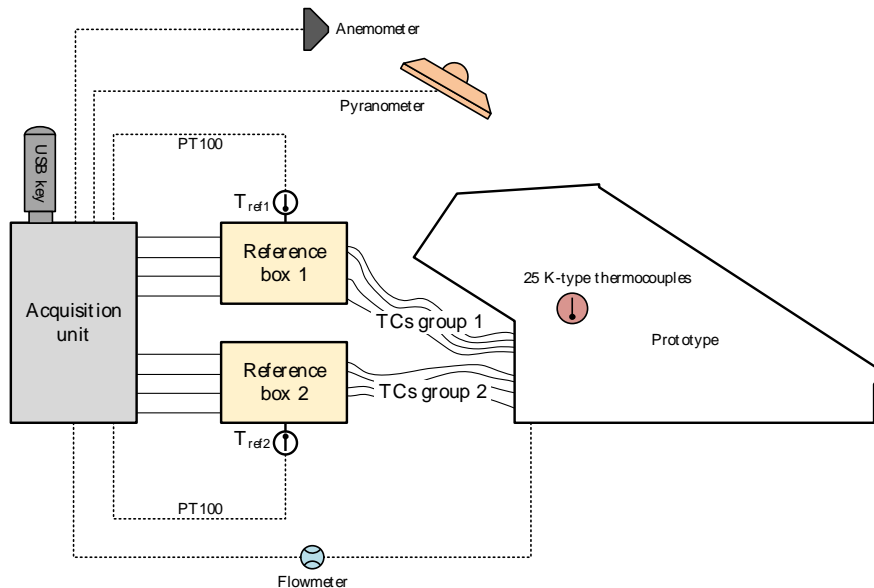 Anemometer
Pyranometer
PT100
USB key
Tref1
Reference
box 1
25 K-type thermocouples
Acquisition
unit
TCs group 1
Prototype
Reference
box 2
TCs group 2
Tref2
PT100
Flowmeter